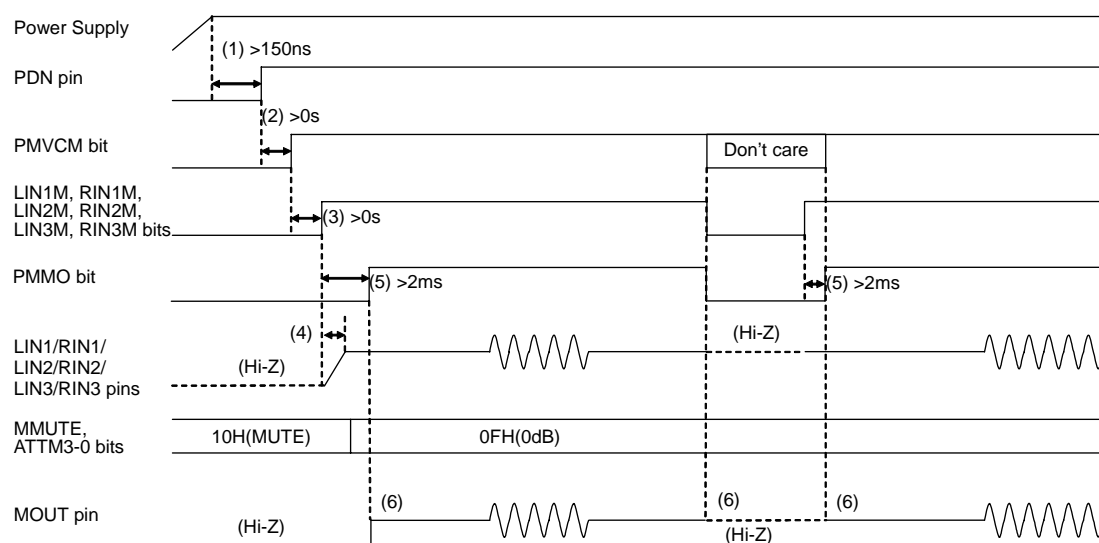 Power Supply
(1) >150ns
PDN pin
(2) >0s
PMVCM bit
Don't care
LIN1M, RIN1M,
LIN2M, RIN2M,
LIN3M, RIN3M bits
(3) >0s
PMMO bit
(5) >2ms
(5) >2ms
LIN1/RIN1/
LIN2/RIN2/
LIN3/RIN3 pins
(Hi-Z)
(4)
(Hi-Z)
MMUTE,
ATTM3-0 bits
10H(MUTE)
0FH(0dB)
MOUT pin
(Hi-Z)
(6)
(6)
(Hi-Z)
(6)